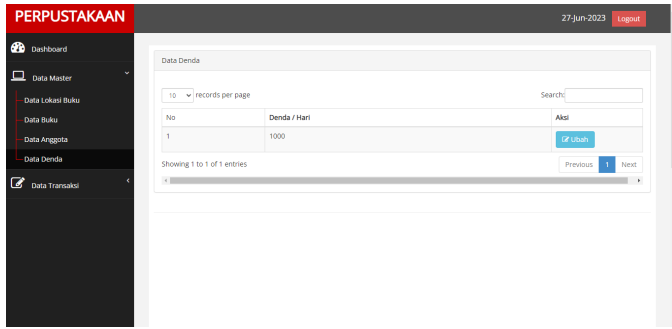 PERPUSTAKAAN
27-Jun-2023 Logout
Dashboard
Data Master
Data Lokasi Buku
Data Buku
Data Anggota
Data Denda
Data Transaksi
Data Denda
10 records per page Search:
No Denda / Hari Aksi
1 1000 Ubah
Showing 1 to 1 of 1 entries Previous 1 Next